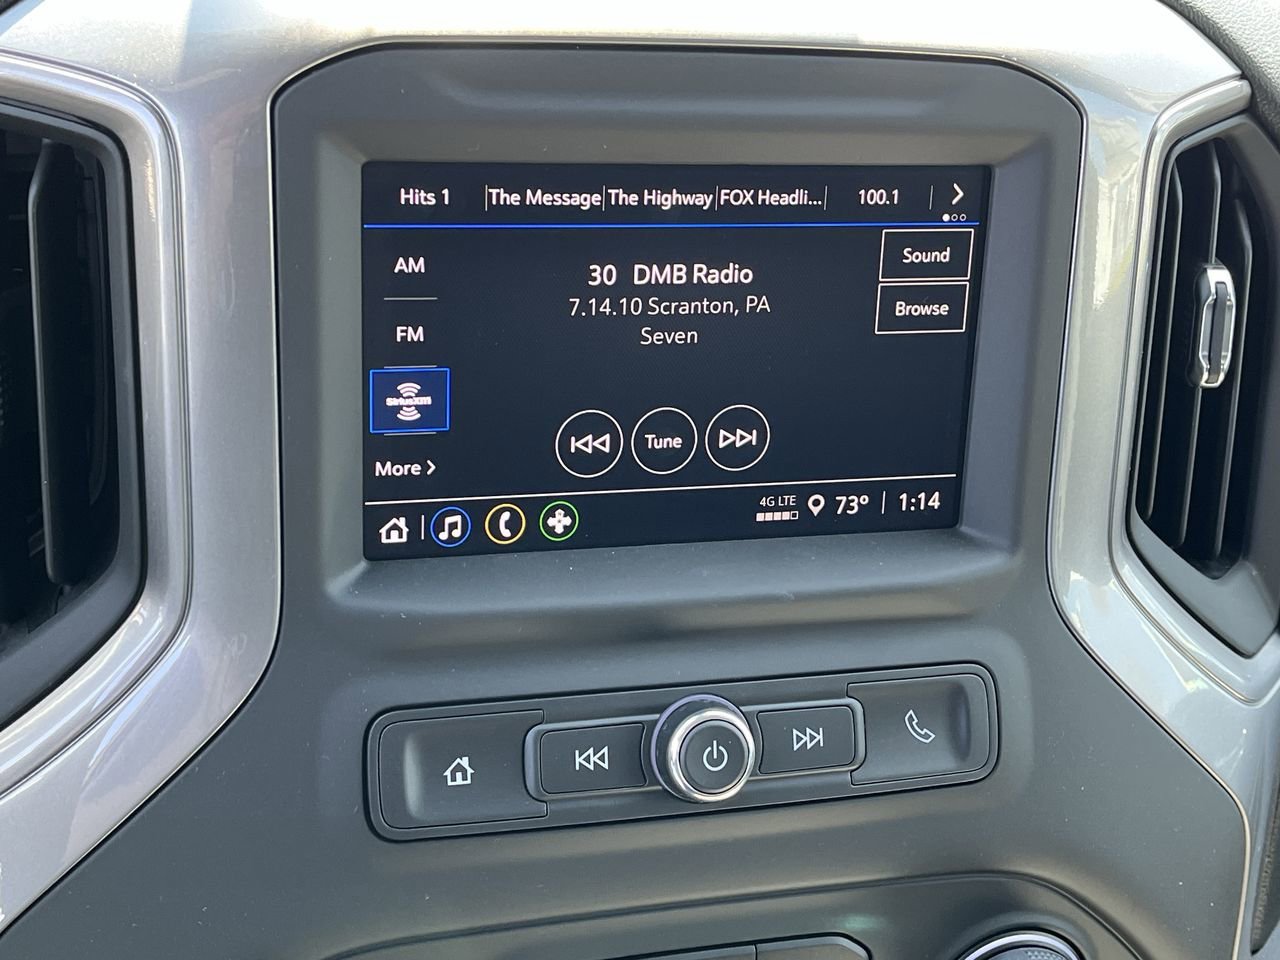 Hits 1 The Message The Highway FOX Headli... 100.1
AM
FM
SiriusXM
More
30 DMB Radio
7.14.10 Scranton, PA
Seven
Sound
Browse
Tune
4G LTE
73° 1:14